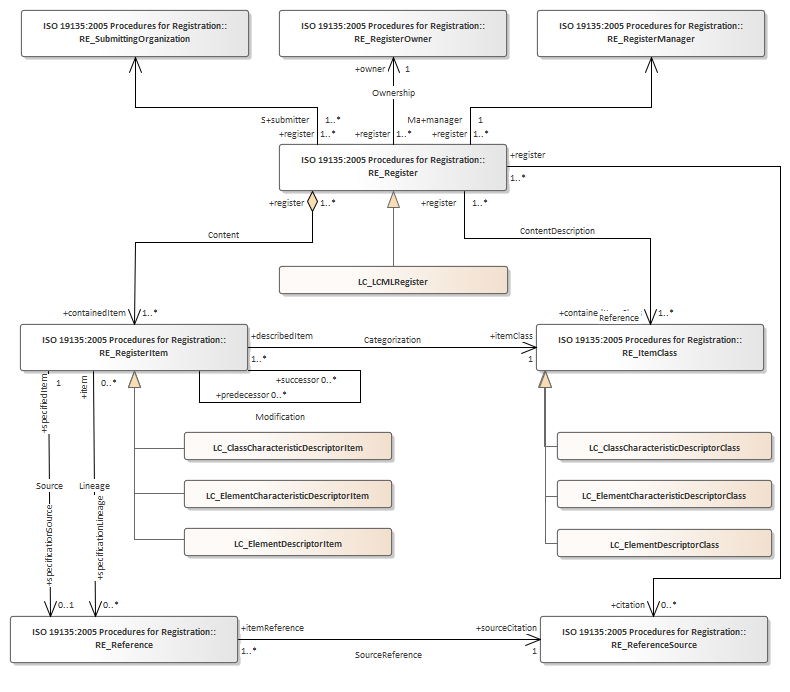 ISO 19135:2005 Procedures for Registration::
RE_SubmittingOrganization
ISO 19135:2005 Procedures for Registration::
RE_RegisterOwner
ISO 19135:2005 Procedures for Registration::
RE_RegisterManager
+owner 1
Ownership
S+submitter 1..*
Ma+manager 1
+register 1..*
+register 1..*
+register 1..*
ISO 19135:2005 Procedures for Registration::
RE_Register
+register
1..*
+register 1..*
+register 1..*
Content
ContentDescription
LC_LCMLRegister
+containedItem 1..*
+containe
1..*
Reference
ISO 19135:2005 Procedures for Registration::
RE_RegisterItem
+describedItem
1..*
Categorization
+itemClass
1
ISO 19135:2005 Procedures for Registration::
RE_ItemClass
+specifiedItem
1
+item
0..*
+successor 0..*
+predecessor 0..*
Modification
LC_ClassCharacteristicDescriptorItem
LC_ClassCharacteristicDescriptorClass
LC_ElementCharacteristicDescriptorItem
LC_ElementCharacteristicDescriptorClass
LC_ElementDescriptorItem
LC_ElementDescriptorClass
Source
Lineage
+specificationSource
0..1
+specificationLineage
0..*
+citation 0..*
ISO 19135:2005 Procedures for Registration::
RE_Reference
+itemReference
1..*
SourceReference
+sourceCitation
1
ISO 19135:2005 Procedures for Registration::
RE_ReferenceSource